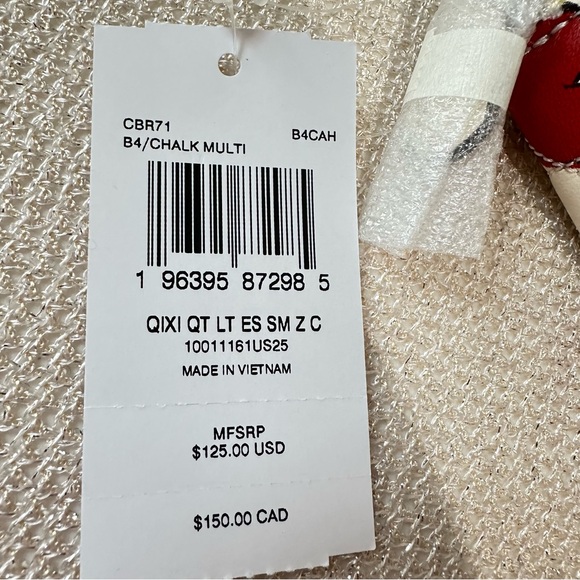 CBR71
B4/CHALK MULTI B4CAH
1 96395 87298 5
QIXI QT LT ES SM Z C
10011161US25
MADE IN VIETNAM
MFSRP
$125.00 USD
$150.00 CAD